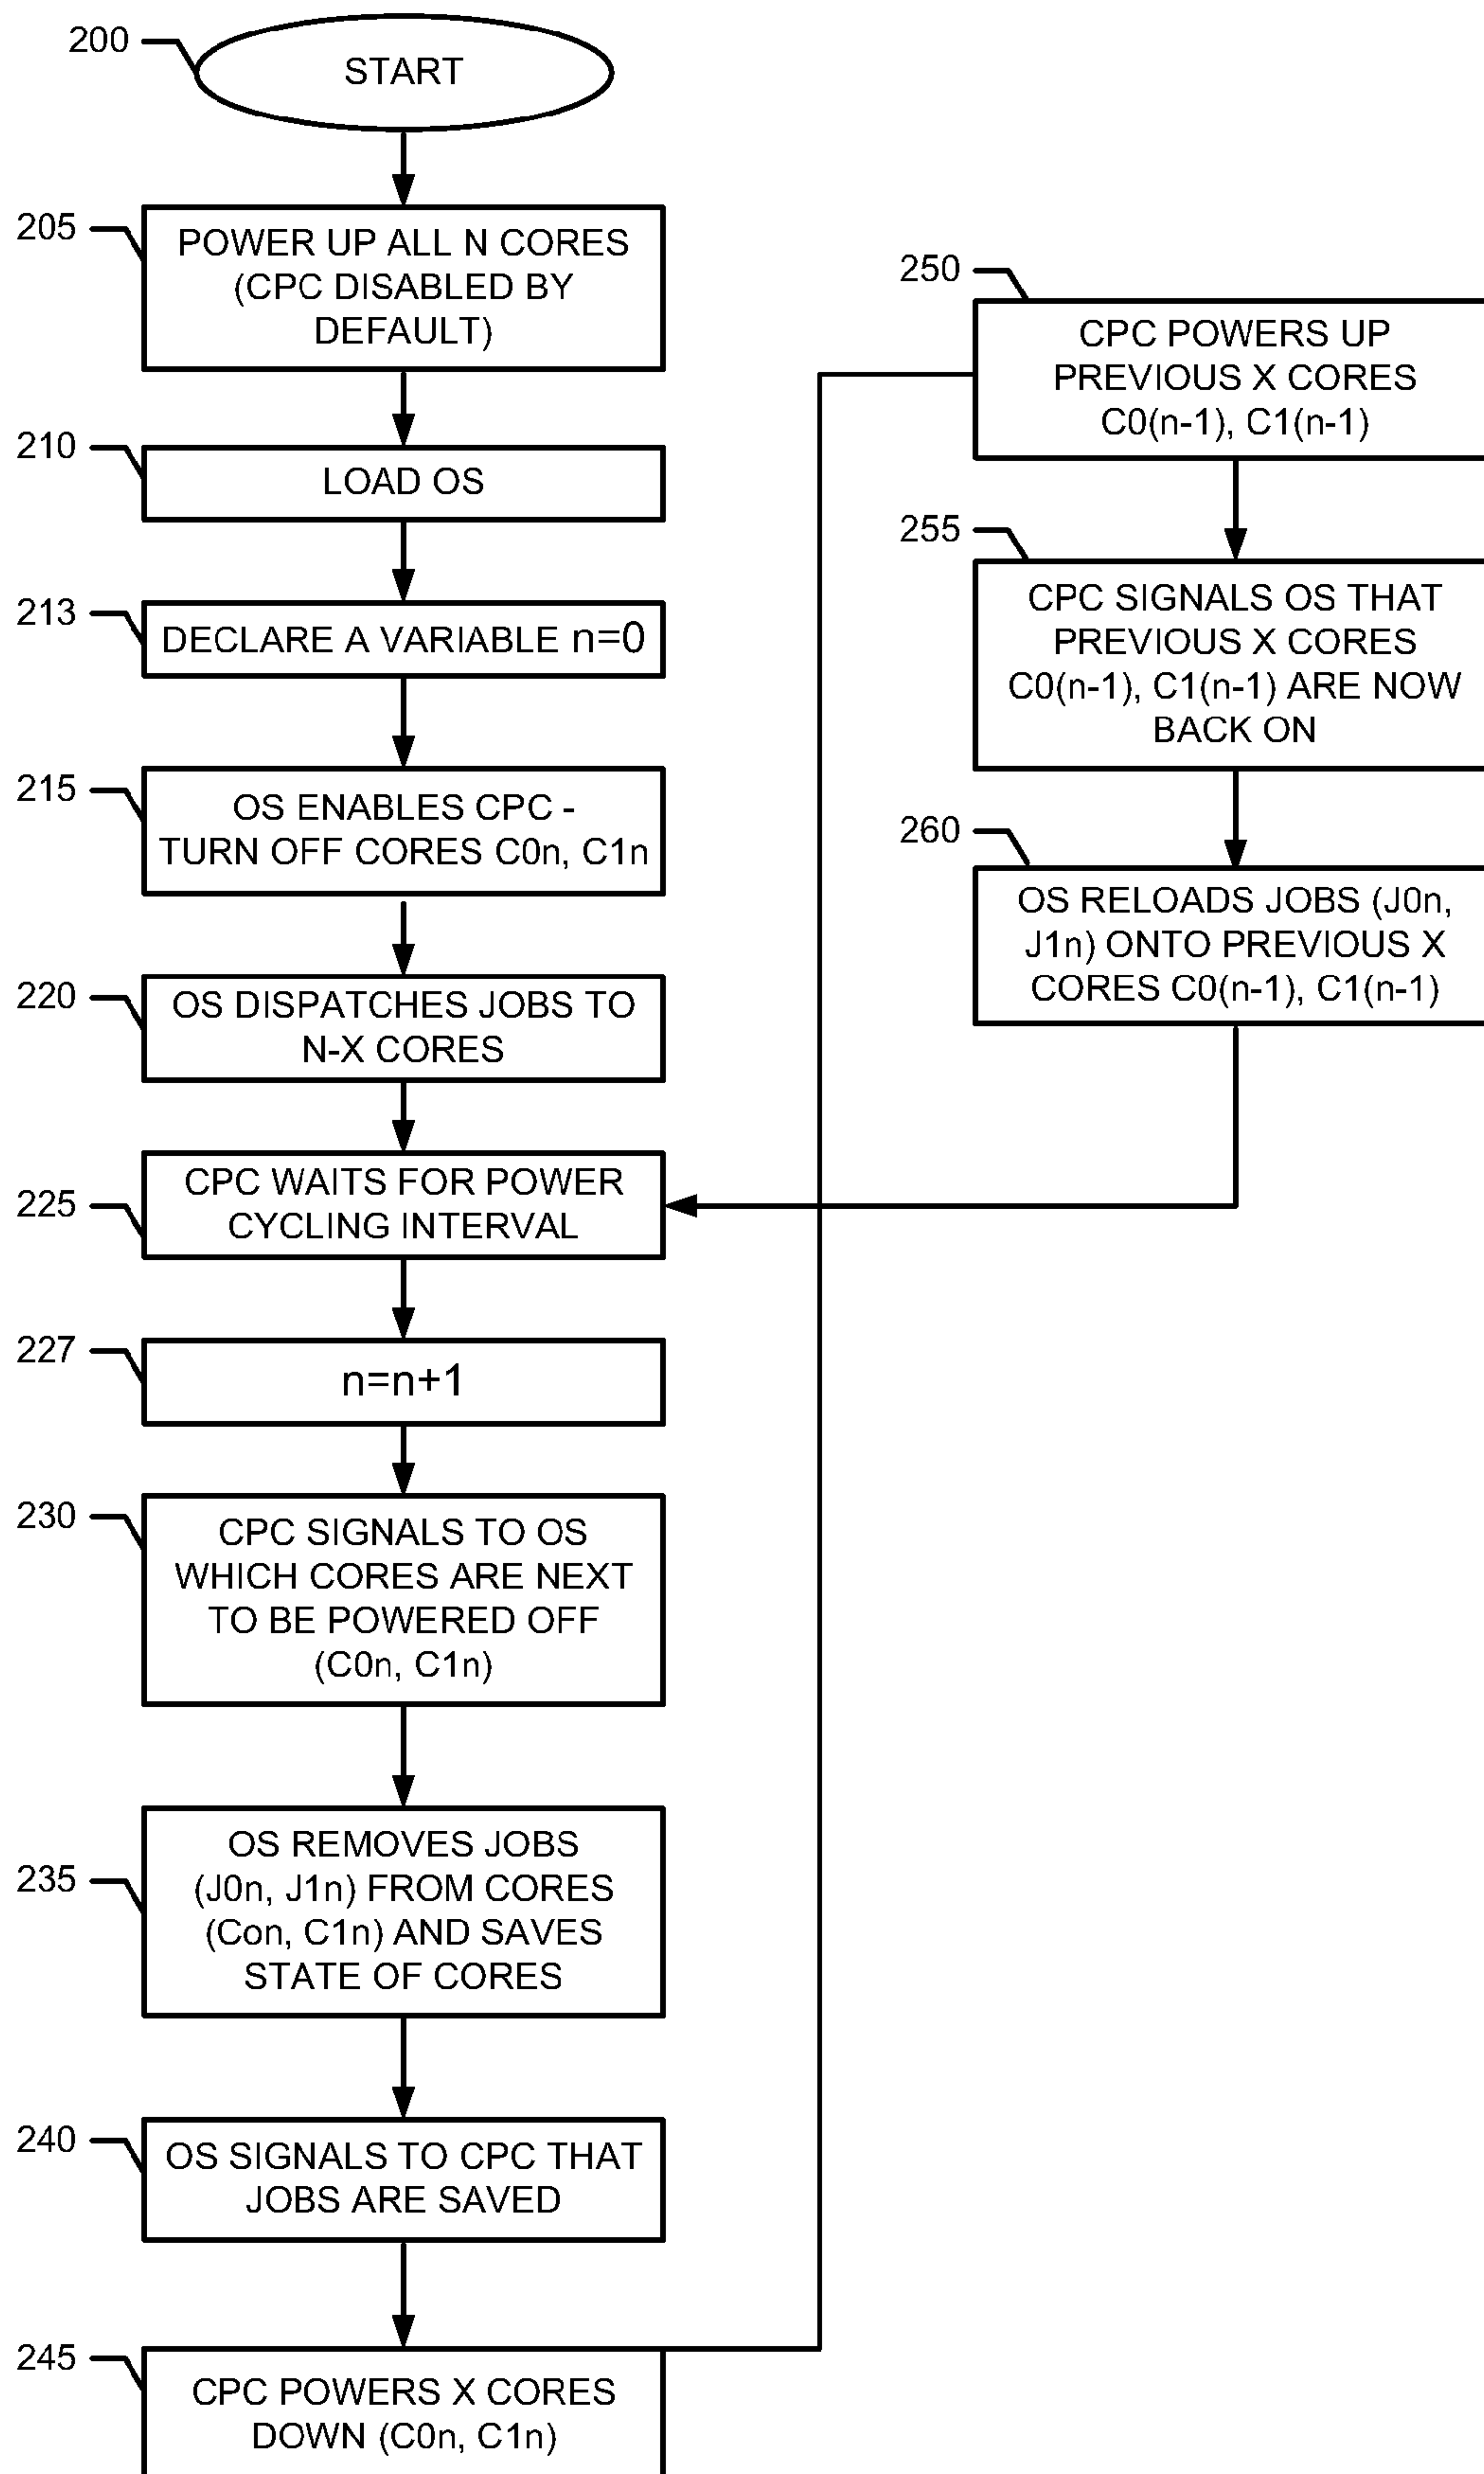 200
START
205
POWER UP ALL N CORES
(CPC DISABLED BY
DEFAULT)
210
LOAD OS
213
DECLARE A VARIABLE n=0
215
OS ENABLES CPC -
TURN OFF CORES C0n, C1n
220
OS DISPATCHES JOBS TO
N-X CORES
225
CPC WAITS FOR POWER
CYCLING INTERVAL
227
n=n+1
230
CPC SIGNALS TO OS
WHICH CORES ARE NEXT
TO BE POWERED OFF
(C0n, C1n)
235
OS REMOVES JOBS
(J0n, J1n) FROM CORES
(Con, C1n) AND SAVES
STATE OF CORES
240
OS SIGNALS TO CPC THAT
JOBS ARE SAVED
245
CPC POWERS X CORES
DOWN (C0n, C1n)
250
CPC POWERS UP
PREVIOUS X CORES
C0(n-1), C1(n-1)
255
CPC SIGNALS OS THAT
PREVIOUS X CORES
C0(n-1), C1(n-1) ARE NOW
BACK ON
260
OS RELOADS JOBS (J0n,
J1n) ONTO PREVIOUS X
CORES C0(n-1), C1(n-1)